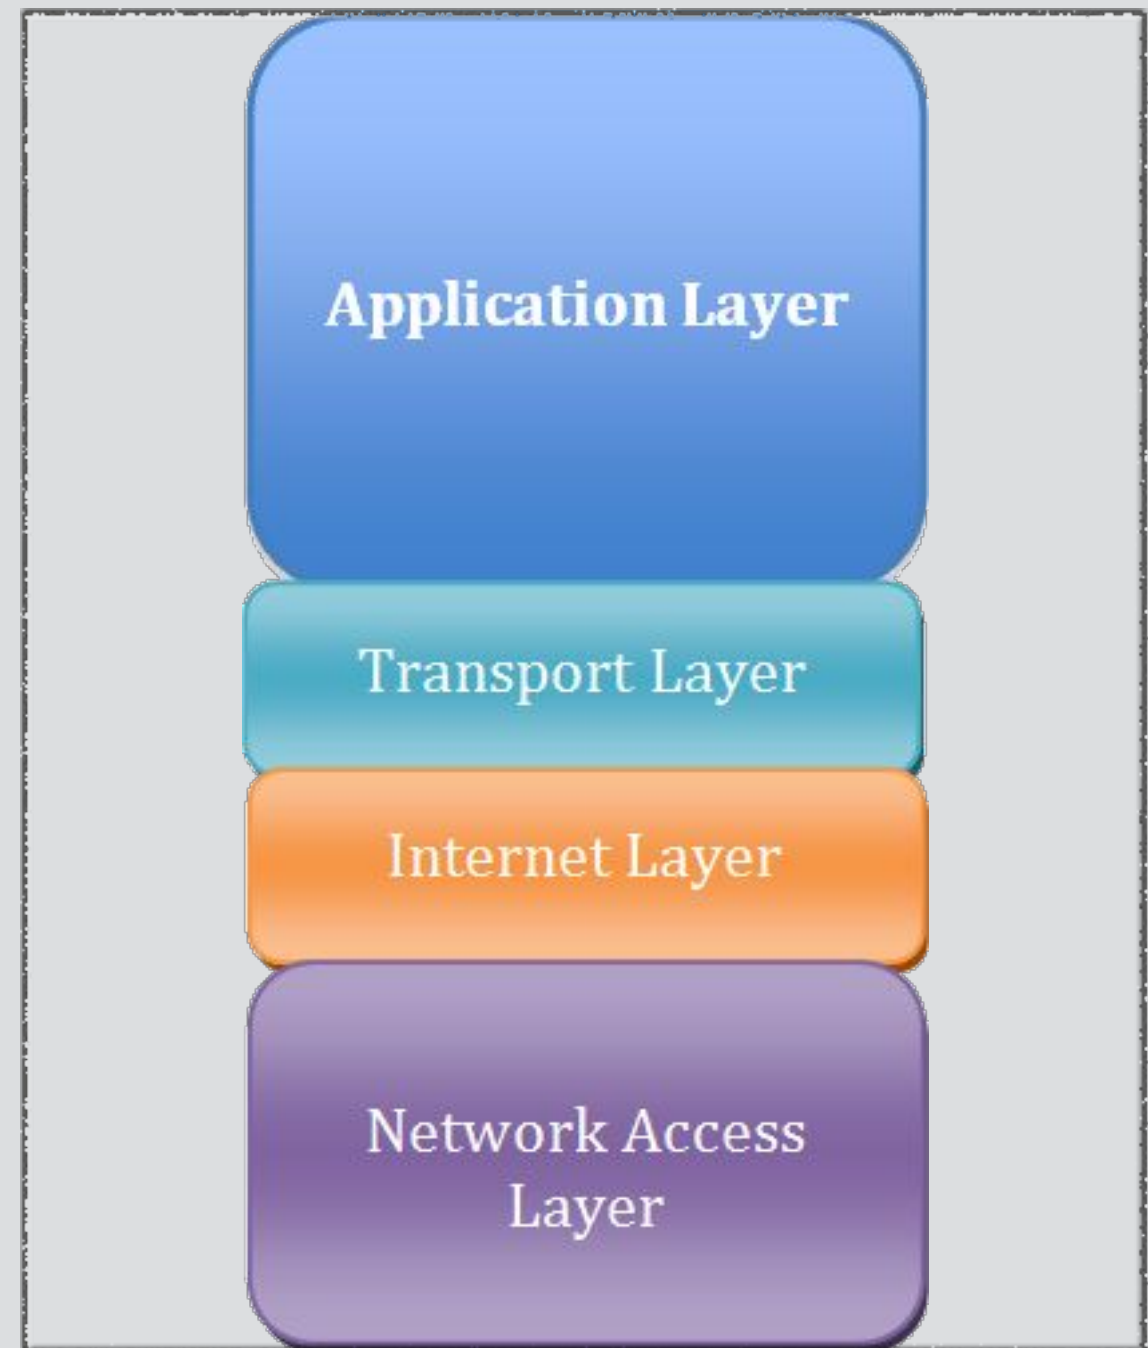 Application Layer
Transport Layer
Internet Layer
Network Access
Layer